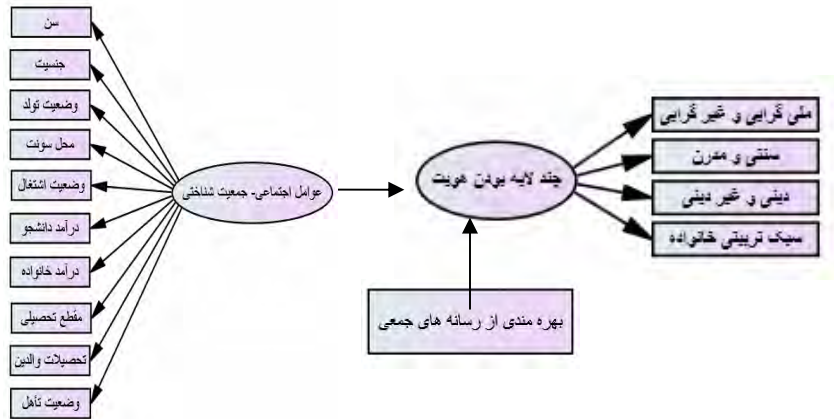 سن
جنسیت
وضعیت تولد
محل سونت
وضعیت اشتغال
درآمد دانشجو
درآمد خانواده
مقطع تحصیلی
تحصیلات والدین
وضعیت تأهل
عوامل اجتماعی- جمعیت شناختی
چند لایه بودن هویت
بهره مندی از رسانه های جمعی
ملی گرایی و غیر گرایی
سنتی و مدرن
دینی و غیر دینی
سبک تربیتی خانواده